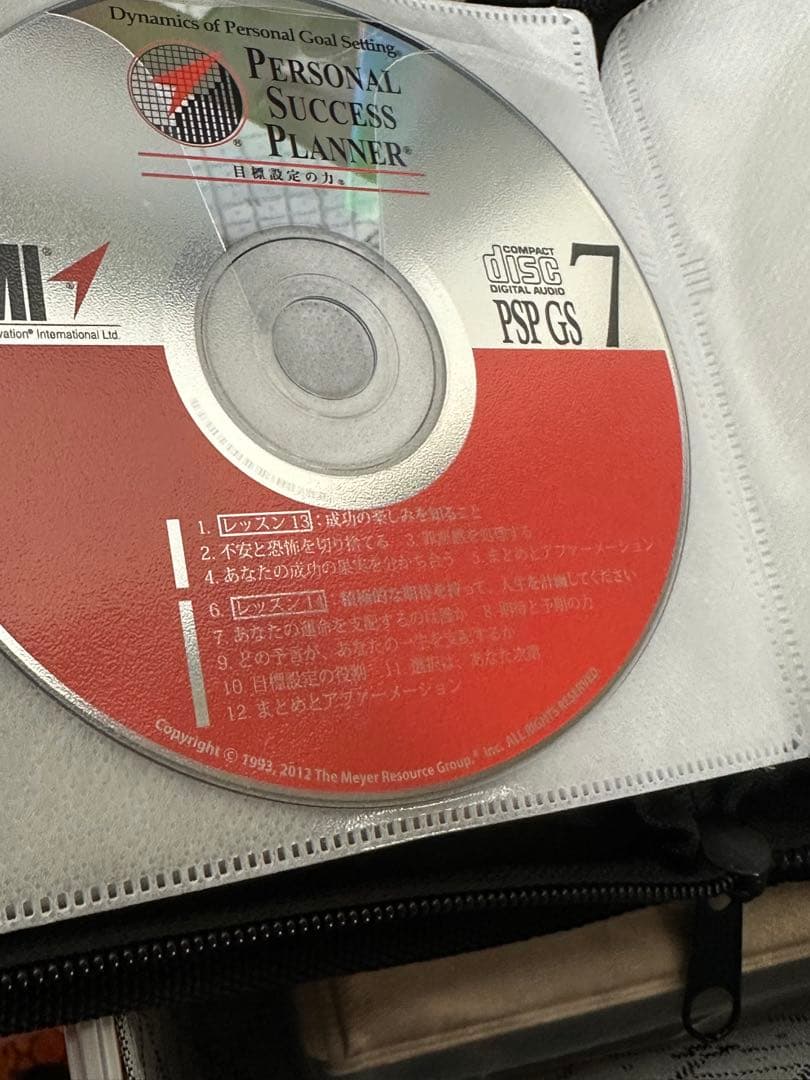 Dynamics of Personal Goal Setting®
PERSONAL
SUCCESS
PLANNER®
目標設定の力®
MI®
vation® International Ltd.
COMPACT
disc
DIGITAL AUDIO
PSP GS 7
1. レッスン 13 : 成功の楽しみを知ること
2. 不安と恐怖を切り捨てる 3. 罪悪感を処理する
4. あなたの成功の果実を分かち合う 5. まとめとアファーメーション
6. レッスン 14 : 積極的な期待を持って、人生を計画してください
7. あなたの運命を支配するのは誰か 8. 期待と予期の力
9. どの予言が、あなたの一生を支配するか
10. 目標設定の役割 11. 選択は、あなた次第
12. まとめとアファーメーション
Copyright © 1993, 2012 The Meyer Resource Group,® Inc. ALL RIGHTS RESERVED.